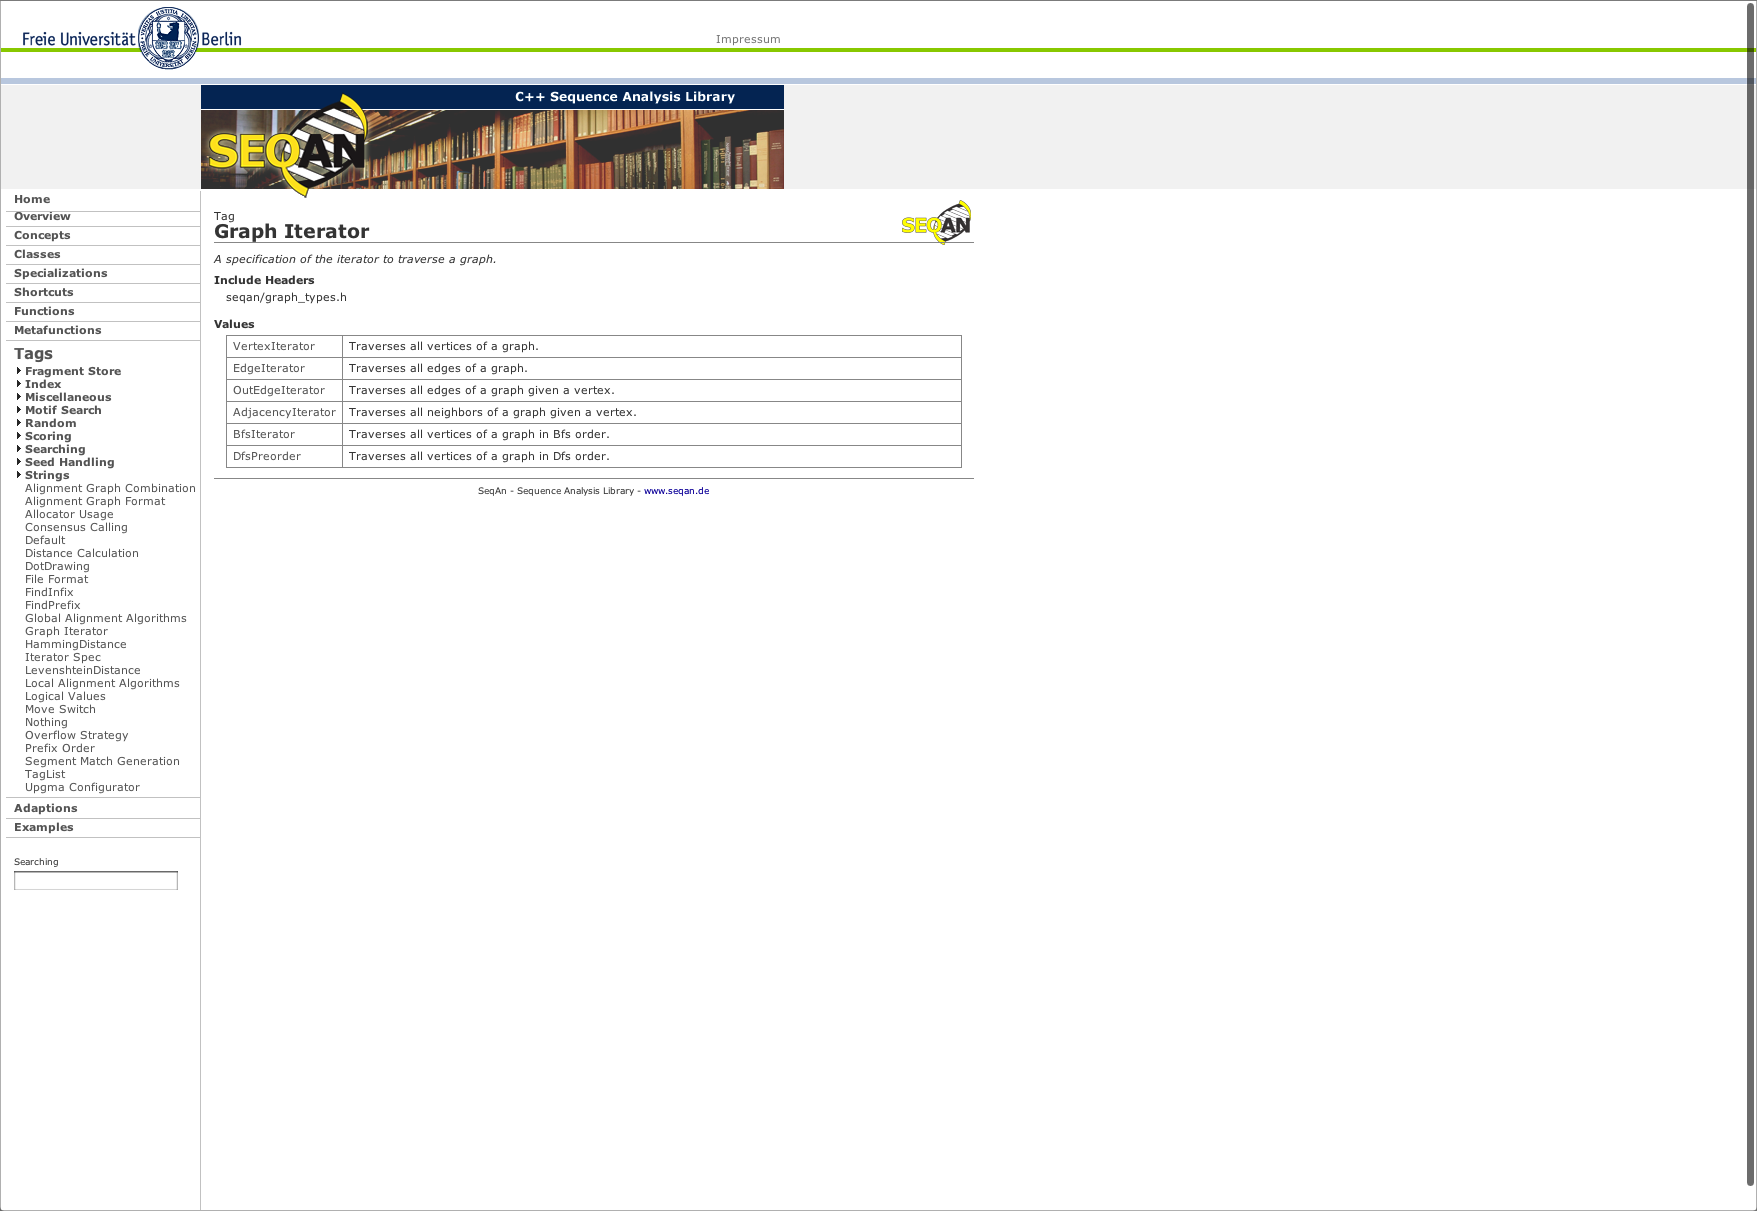 Freie Universität Berlin
Impressum
C++ Sequence Analysis Library
SEQAN
Home
Overview
Concepts
Classes
Specializations
Shortcuts
Functions
Metafunctions
Tags
Fragment Store
Index
Miscellaneous
Motif Search
Random
Scoring
Searching
Seed Handling
Strings
Alignment Graph Combination
Alignment Graph Format
Allocator Usage
Consensus Calling
Default
Distance Calculation
DotDrawing
File Format
FindInfix
FindPrefix
Global Alignment Algorithms
Graph Iterator
HammingDistance
Iterator Spec
LevenshteinDistance
Local Alignment Algorithms
Logical Values
Move Switch
Nothing
Overflow Strategy
Prefix Order
Segment Match Generation
TagList
Upgma Configurator
Adaptions
Examples
Searching
Tag
Graph Iterator
SEQAN
A specification of the iterator to traverse a graph.
Include Headers
seqan/graph_types.h
Values
VertexIterator Traverses all vertices of a graph.
EdgeIterator Traverses all edges of a graph.
OutEdgeIterator Traverses all edges of a graph given a vertex.
AdjacencyIterator Traverses all neighbors of a graph given a vertex.
BfsIterator Traverses all vertices of a graph in Bfs order.
DfsPreorder Traverses all vertices of a graph in Dfs order.
SeqAn - Sequence Analysis Library - www.seqan.de